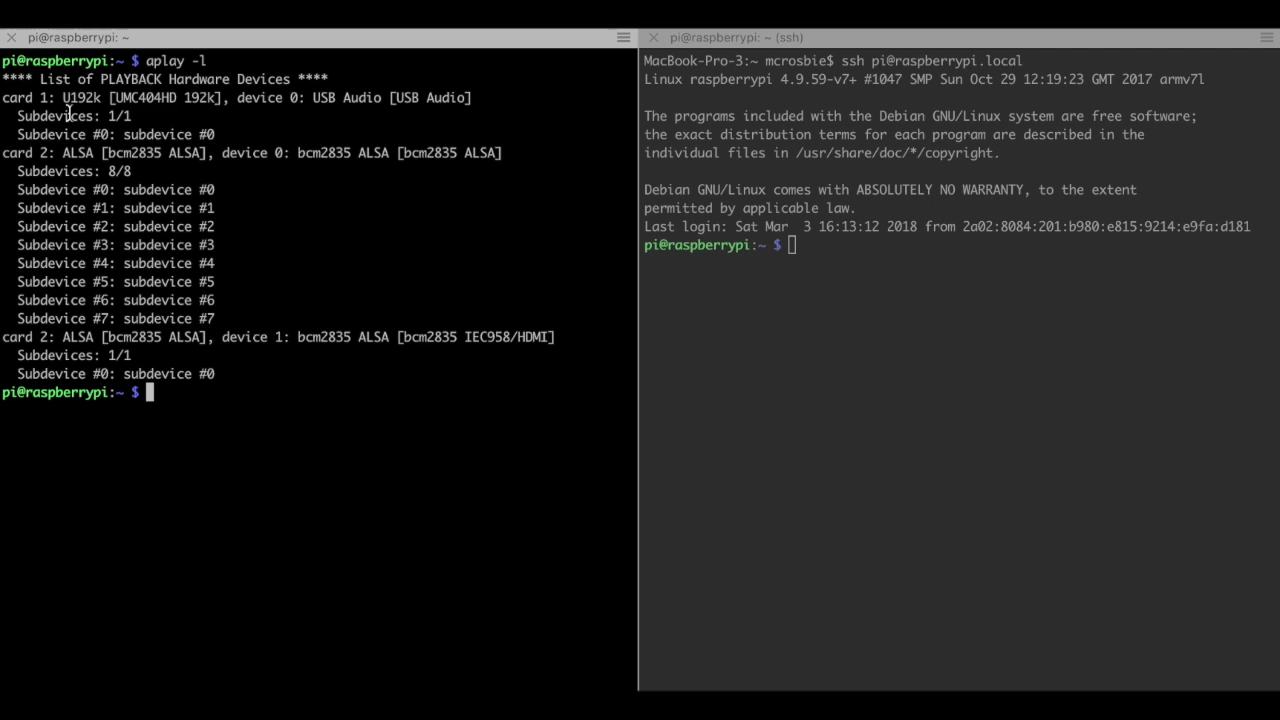 pi@raspberrypi: ~
pi@raspberrypi:~ $ aplay -l
**** List of PLAYBACK Hardware Devices ****
card 1: U192k [UMC404HD 192k], device 0: USB Audio [USB Audio]
  Subdevices: 1/1
  Subdevice #0: subdevice #0
card 2: ALSA [bcm2835 ALSA], device 0: bcm2835 ALSA [bcm2835 ALSA]
  Subdevices: 8/8
  Subdevice #0: subdevice #0
  Subdevice #1: subdevice #1
  Subdevice #2: subdevice #2
  Subdevice #3: subdevice #3
  Subdevice #4: subdevice #4
  Subdevice #5: subdevice #5
  Subdevice #6: subdevice #6
  Subdevice #7: subdevice #7
card 2: ALSA [bcm2835 ALSA], device 1: bcm2835 ALSA [bcm2835 IEC958/HDMI]
  Subdevices: 1/1
  Subdevice #0: subdevice #0
pi@raspberrypi:~ $
pi@raspberrypi: ~ (ssh)
MacBook-Pro-3:~ mcrosbie$ ssh pi@raspberrypi.local
Linux raspberrypi 4.9.59-v7+ #1047 SMP Sun Oct 29 12:19:23 GMT 2017 armv7l
The programs included with the Debian GNU/Linux system are free software;
the exact distribution terms for each program are described in the
individual files in /usr/share/doc/*/copyright.
Debian GNU/Linux comes with ABSOLUTELY NO WARRANTY, to the extent
permitted by applicable law.
Last login: Sat Mar  3 16:13:12 2018 from 2a02:8084:201:b980:e815:9214:e9fa:d181
pi@raspberrypi:~ $